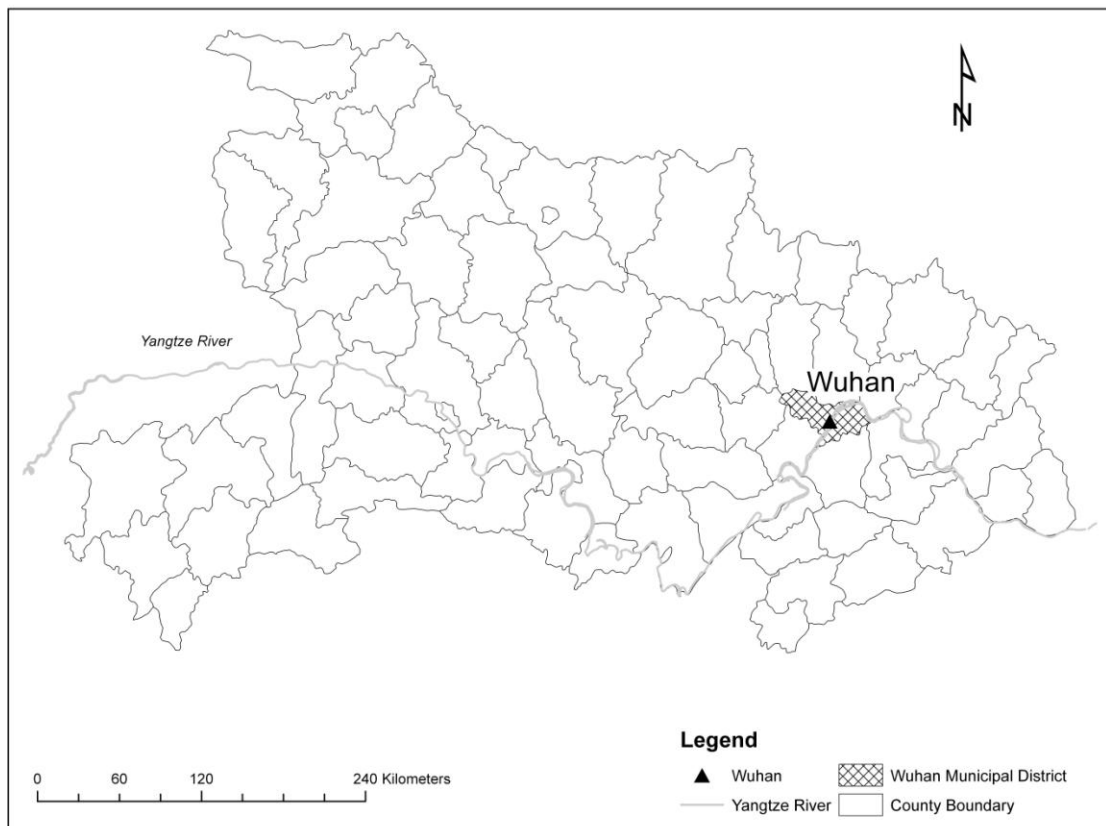 N
Yangtze River
Wuhan
Legend
Wuhan
Wuhan Municipal District
Yangtze River
County Boundary
0 60 120 240 Kilometers